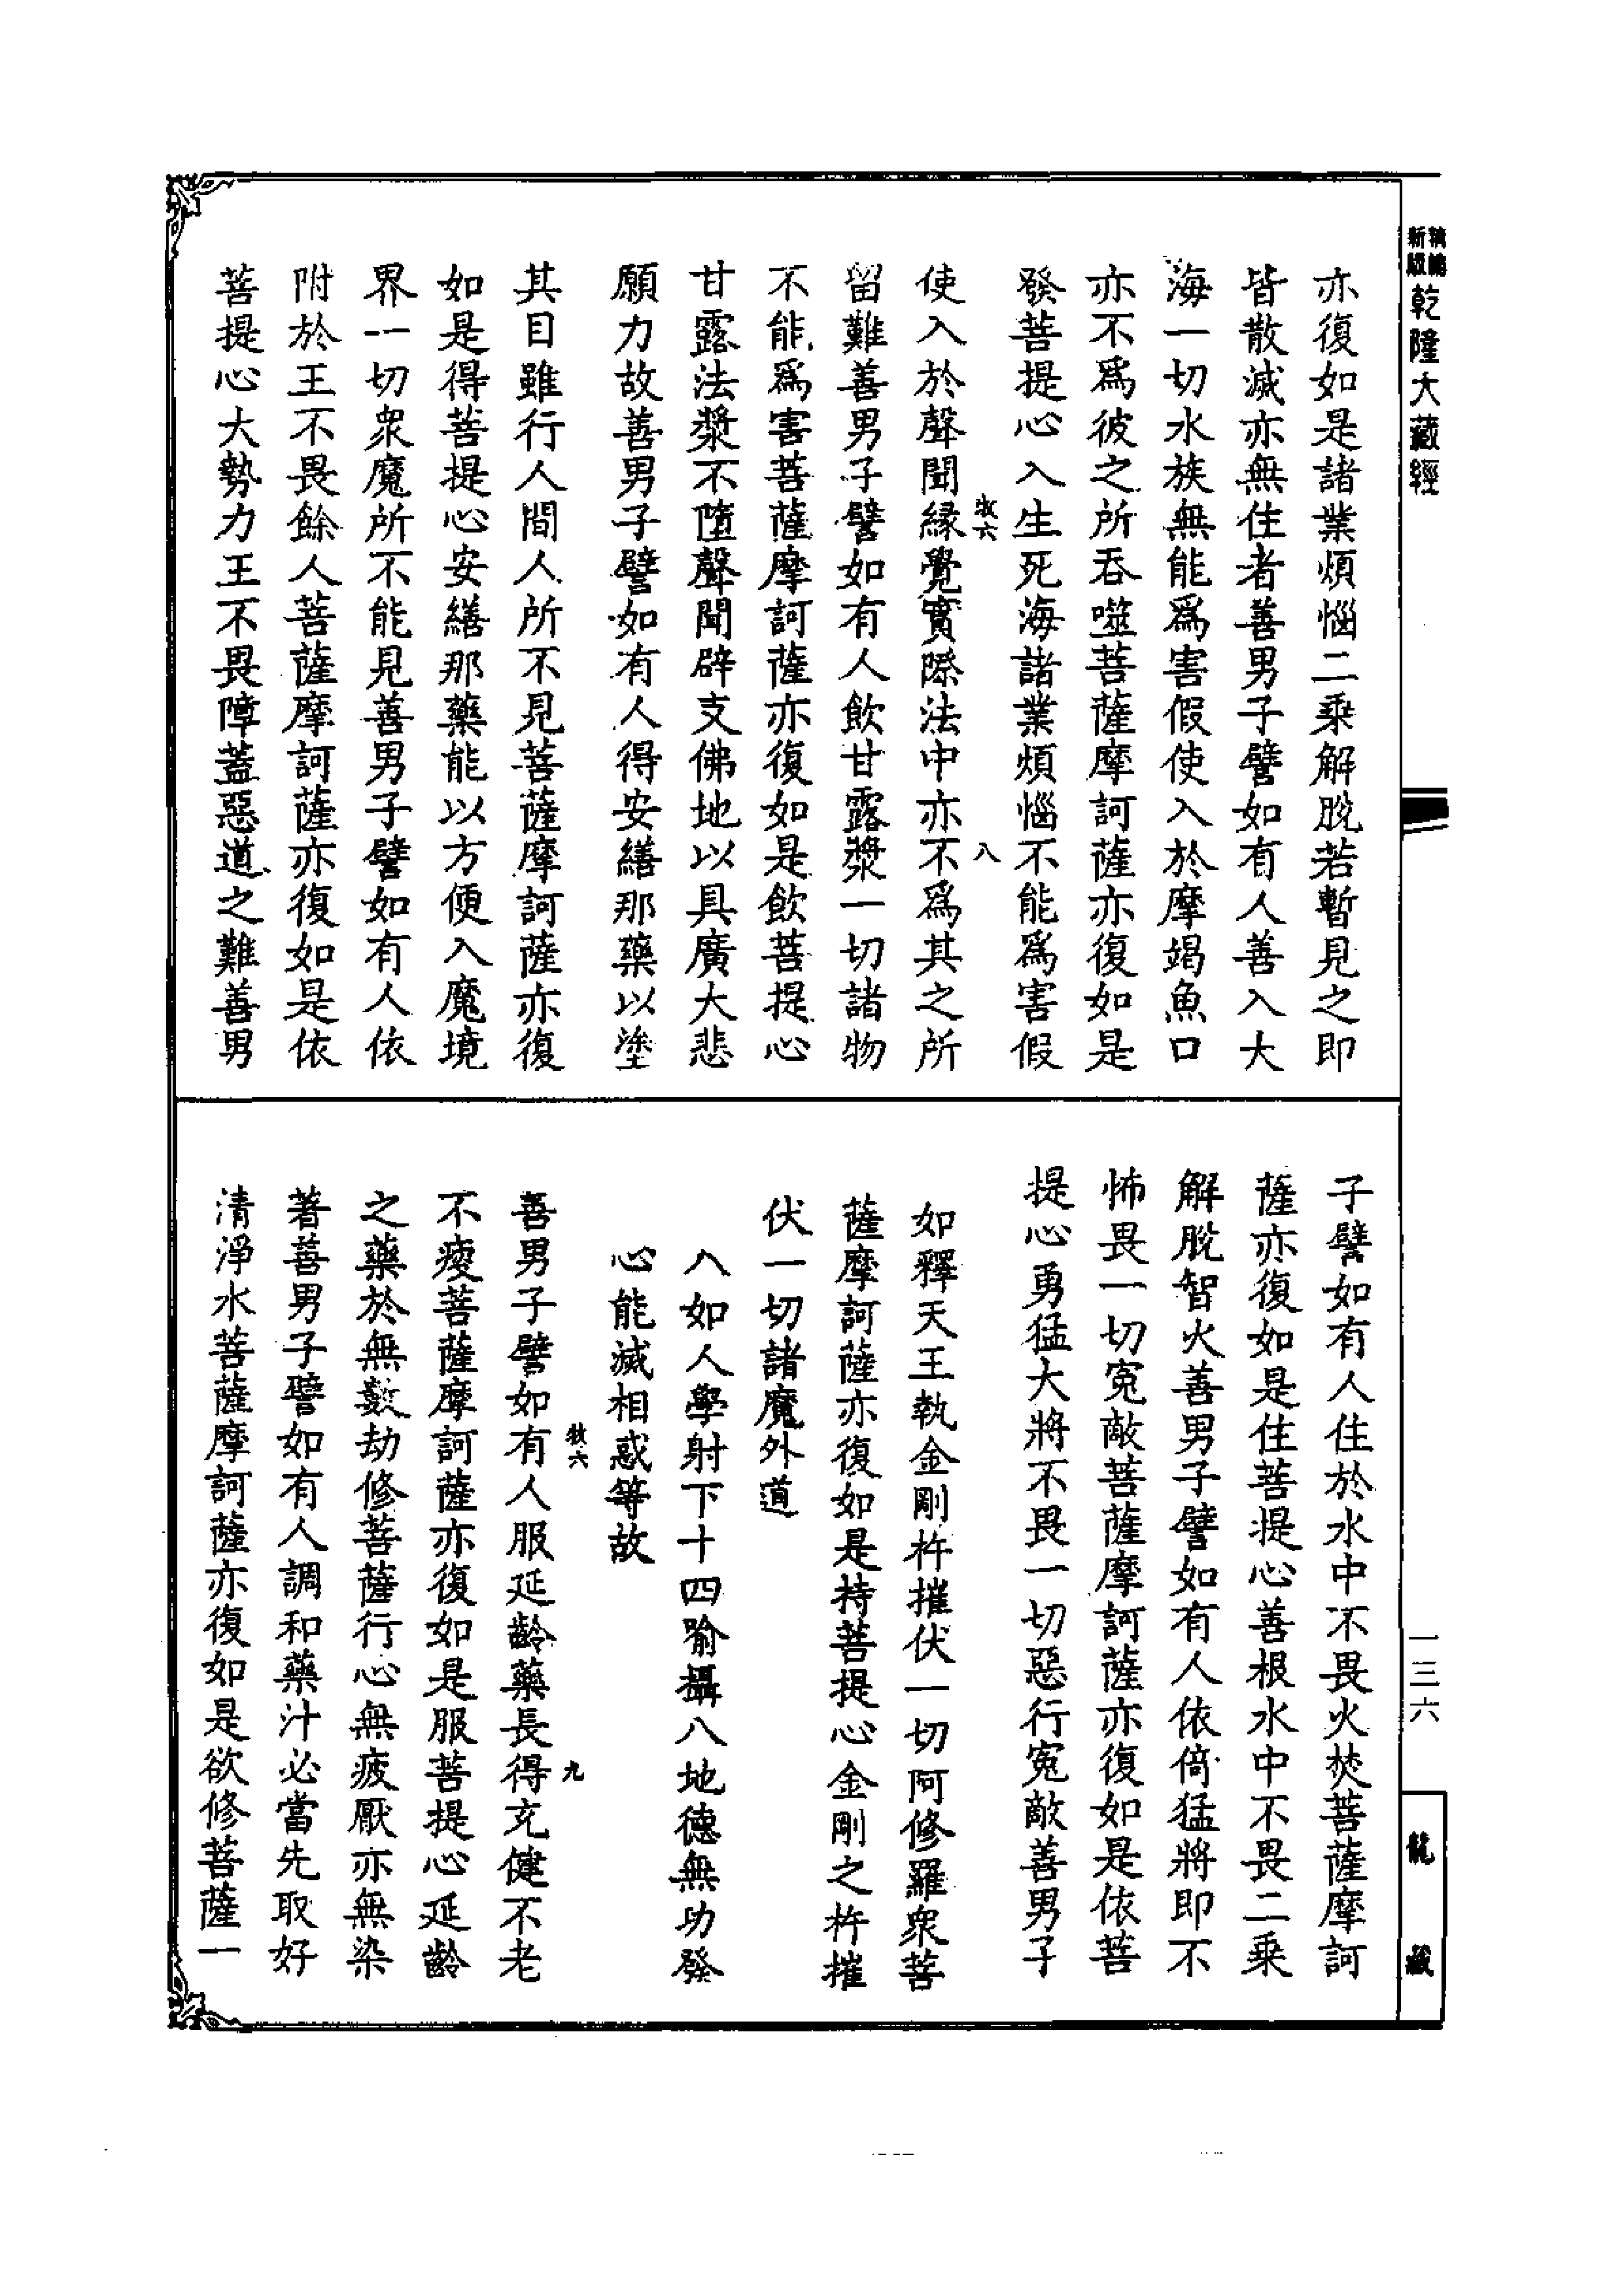 新精
版編
乾隆大藏經
亦復如是諸業煩惱二乘解脫若暫見之即
皆散滅亦無住者善男子譬如有人善入大
海一切水族無能爲害假使入於摩竭魚口
亦不爲彼之所吞噬菩薩摩訶薩亦復如是
發菩提心入生死海諸業煩惱不能爲害假
牧六 八
使入於聲聞緣覺實際法中亦不爲其之所
留難善男子譬如有人飲甘露漿一切諸物
不能爲害菩薩摩訶薩亦復如是飲菩提心
甘露法漿不墮聲聞辟支佛地以具廣大悲
願力故善男子譬如有人得安繕那藥以塗
其目雖行人間人所不見菩薩摩訶薩亦復
如是得菩提心安繕那藥能以方便入魔境
界一切衆魔所不能見善男子譬如有人依
附於王不畏餘人菩薩摩訶薩亦復如是依
菩提心大勢力王不畏障蓋惡道之難善男
子譬如有人住於水中不畏火焚菩薩摩訶
薩亦復如是住菩提心善根水中不畏二乘
解脫智火善男子譬如有人依倚猛將即不
怖畏一切寃敵菩薩摩訶薩亦復如是依菩
提心勇猛大將不畏一切惡行寃敵善男子
如釋天王執金剛杵摧伏一切阿修羅衆菩
薩摩訶薩亦復如是持菩提心金剛之杵摧
伏一切諸魔外道
入如人學射下十四喻攝八地德無功發
心能滅相惑等故
牧六 九
善男子譬如有人服延齡藥長得充健不老
不瘦菩薩摩訶薩亦復如是服菩提心延齡
之藥於無數劫修菩薩行心無疲厭亦無染
著善男子譬如有人調和藥汁必當先取好
清淨水菩薩摩訶薩亦復如是欲修菩薩一
一三六
龍藏